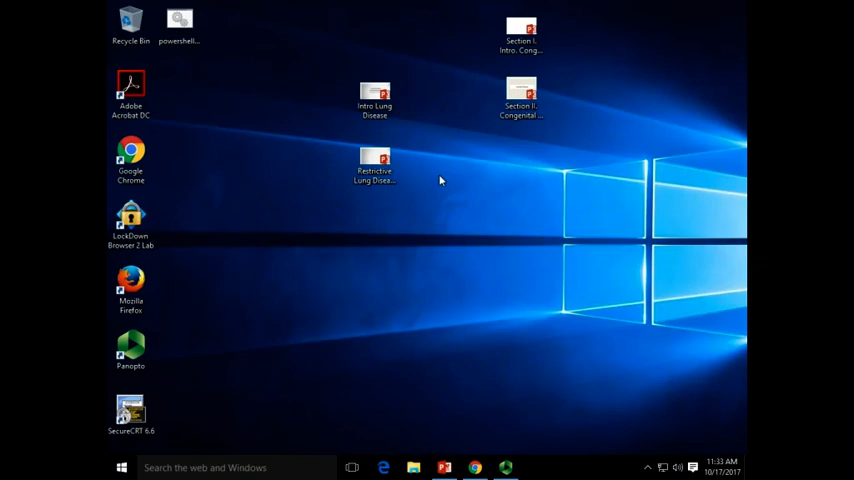 Recycle Bin
powershell...
Adobe
Acrobat DC
Google
Chrome
LockDown
Browser 2 Lab
Mozilla
Firefox
Panopto
SecureCRT 6.6
Intro Lung
Disease
Restrictive
Lung Disea...
Section I.
Intro. Cong...
Section II.
Congenital ...
Search the web and Windows
11:33 AM
10/17/2017